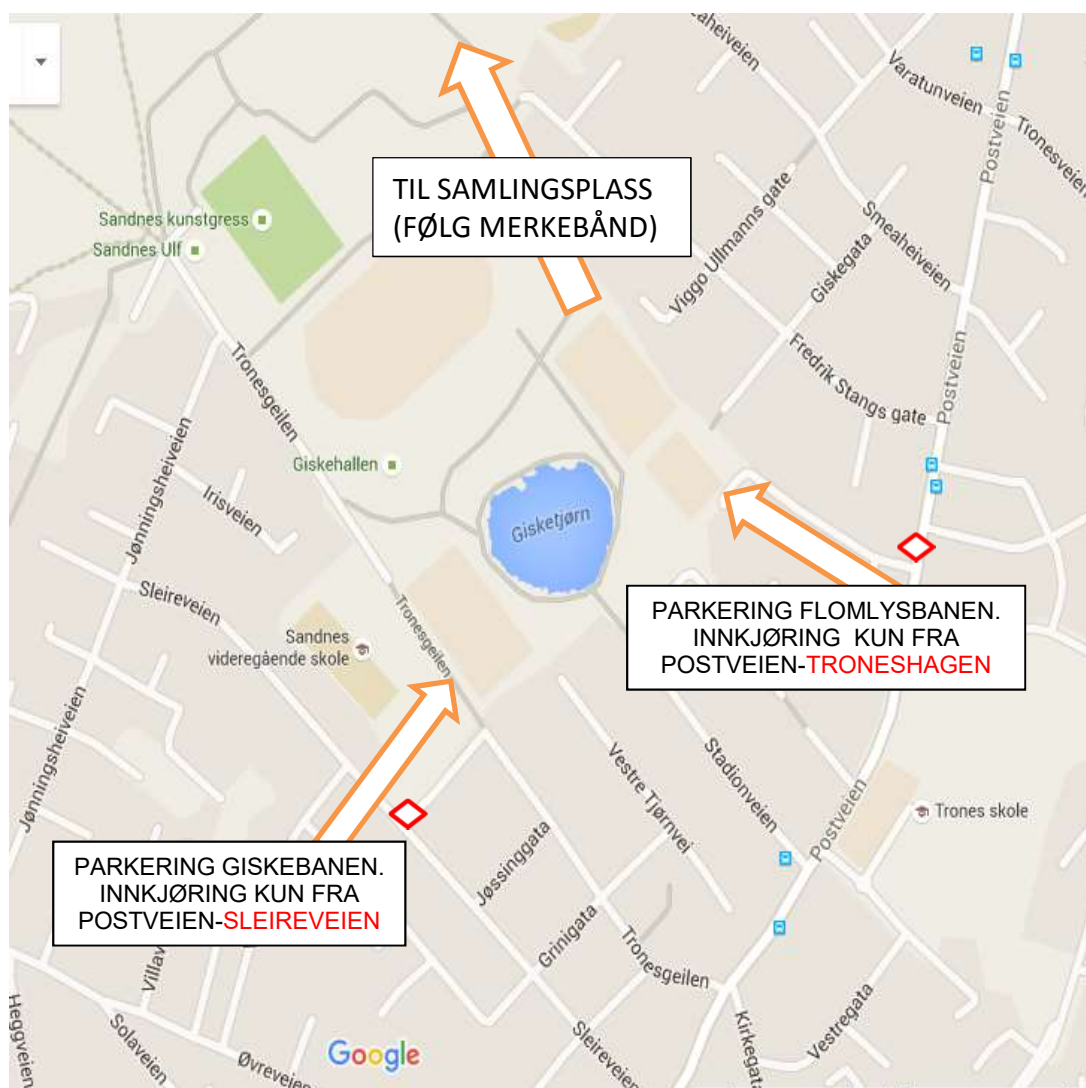 Smeaheiveien
Varatunveien
Tronesveien
Postveien
TIL SAMLINGSPLASS
(FØLG MERKEBÅND)
Viggo Ullmanns gate
Smeaheiveien
Giskegata
Sandnes kunstgress
Sandnes Ulf
Tronesgeilen
Fredrik Stangs gate
Postveien
Giskehallen
Irisveien
Jønningsheiveien
Gisketjørn
Sleireveien
Tronesgeilen
PARKERING FLOMLYSBANEN.
INNKJØRING KUN FRA
POSTVEIEN-TRONESHAGEN
Sandnes
videregående skole
Jønningsheiveien
Stadionveien
Vestre Tjørnvei
Postveien
Trones skole
PARKERING GISKEBANEN.
INNKJØRING KUN FRA
POSTVEIEN-SLEIREVEIEN
Jøssinggata
Grinigata
Tronesgeilen
Villav
Heggveien
Solaveien
Øvreveien
Google
Sleireveien
Kirkegata
Vestregata